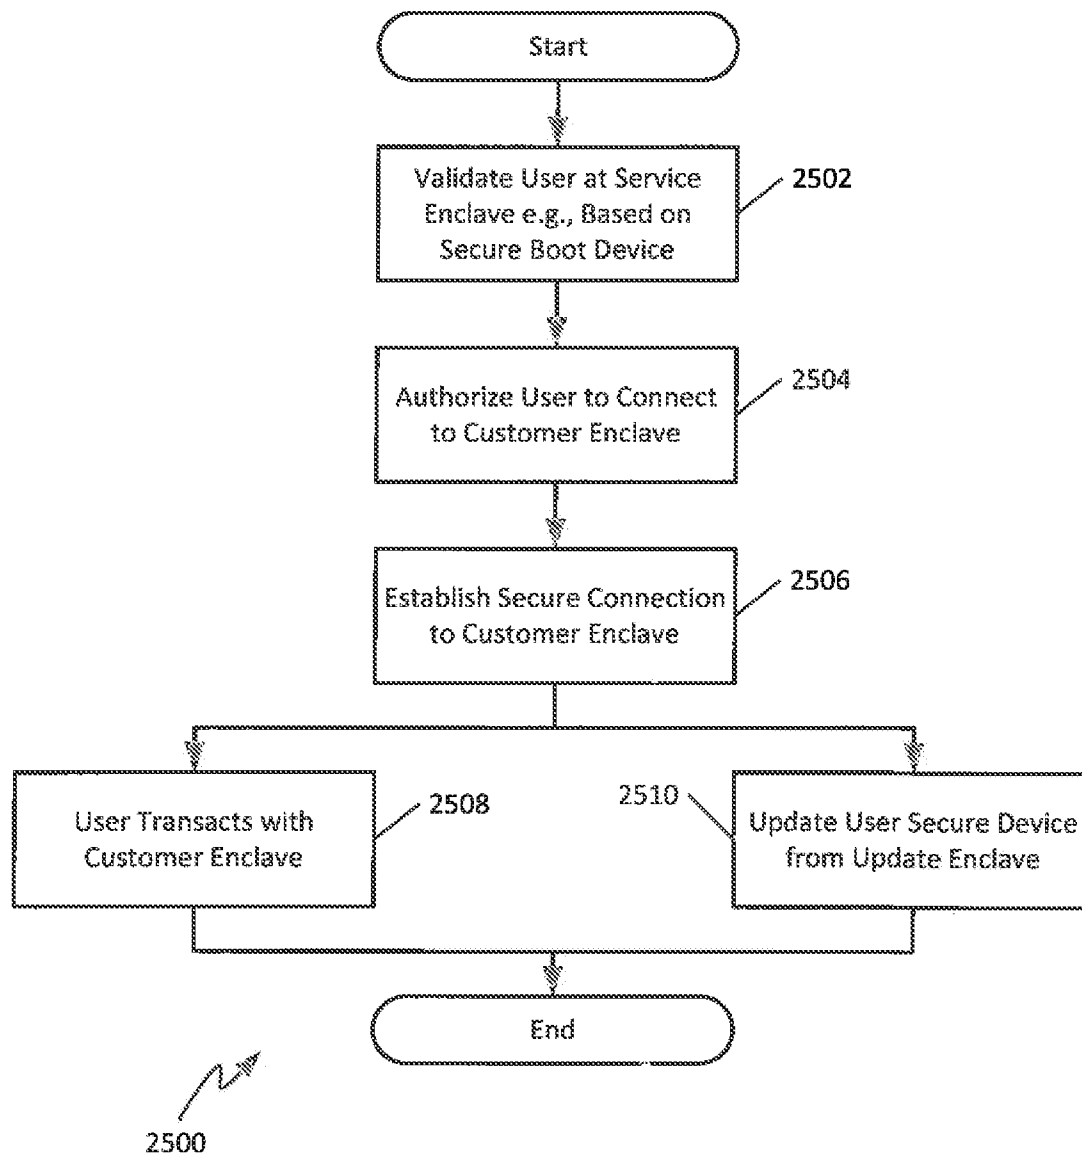 Start
Validate User at Service
Enclave e.g., Based on
Secure Boot Device
2502
Authorize User to Connect
to Customer Enclave
2504
Establish Secure Connection
to Customer Enclave
2506
User Transacts with
Customer Enclave
2508
2510
Update User Secure Device
from Update Enclave
End
2500